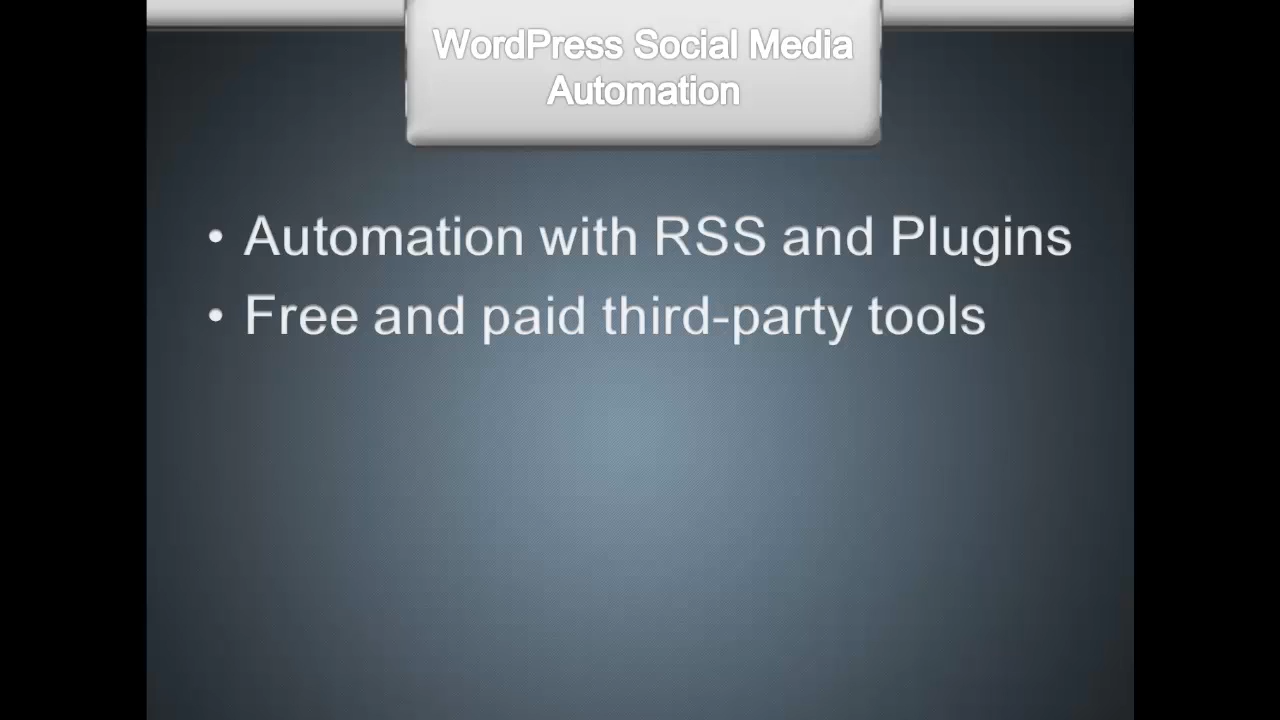 WordPress Social Media
Automation
• Automation with RSS and Plugins
• Free and paid third-party tools